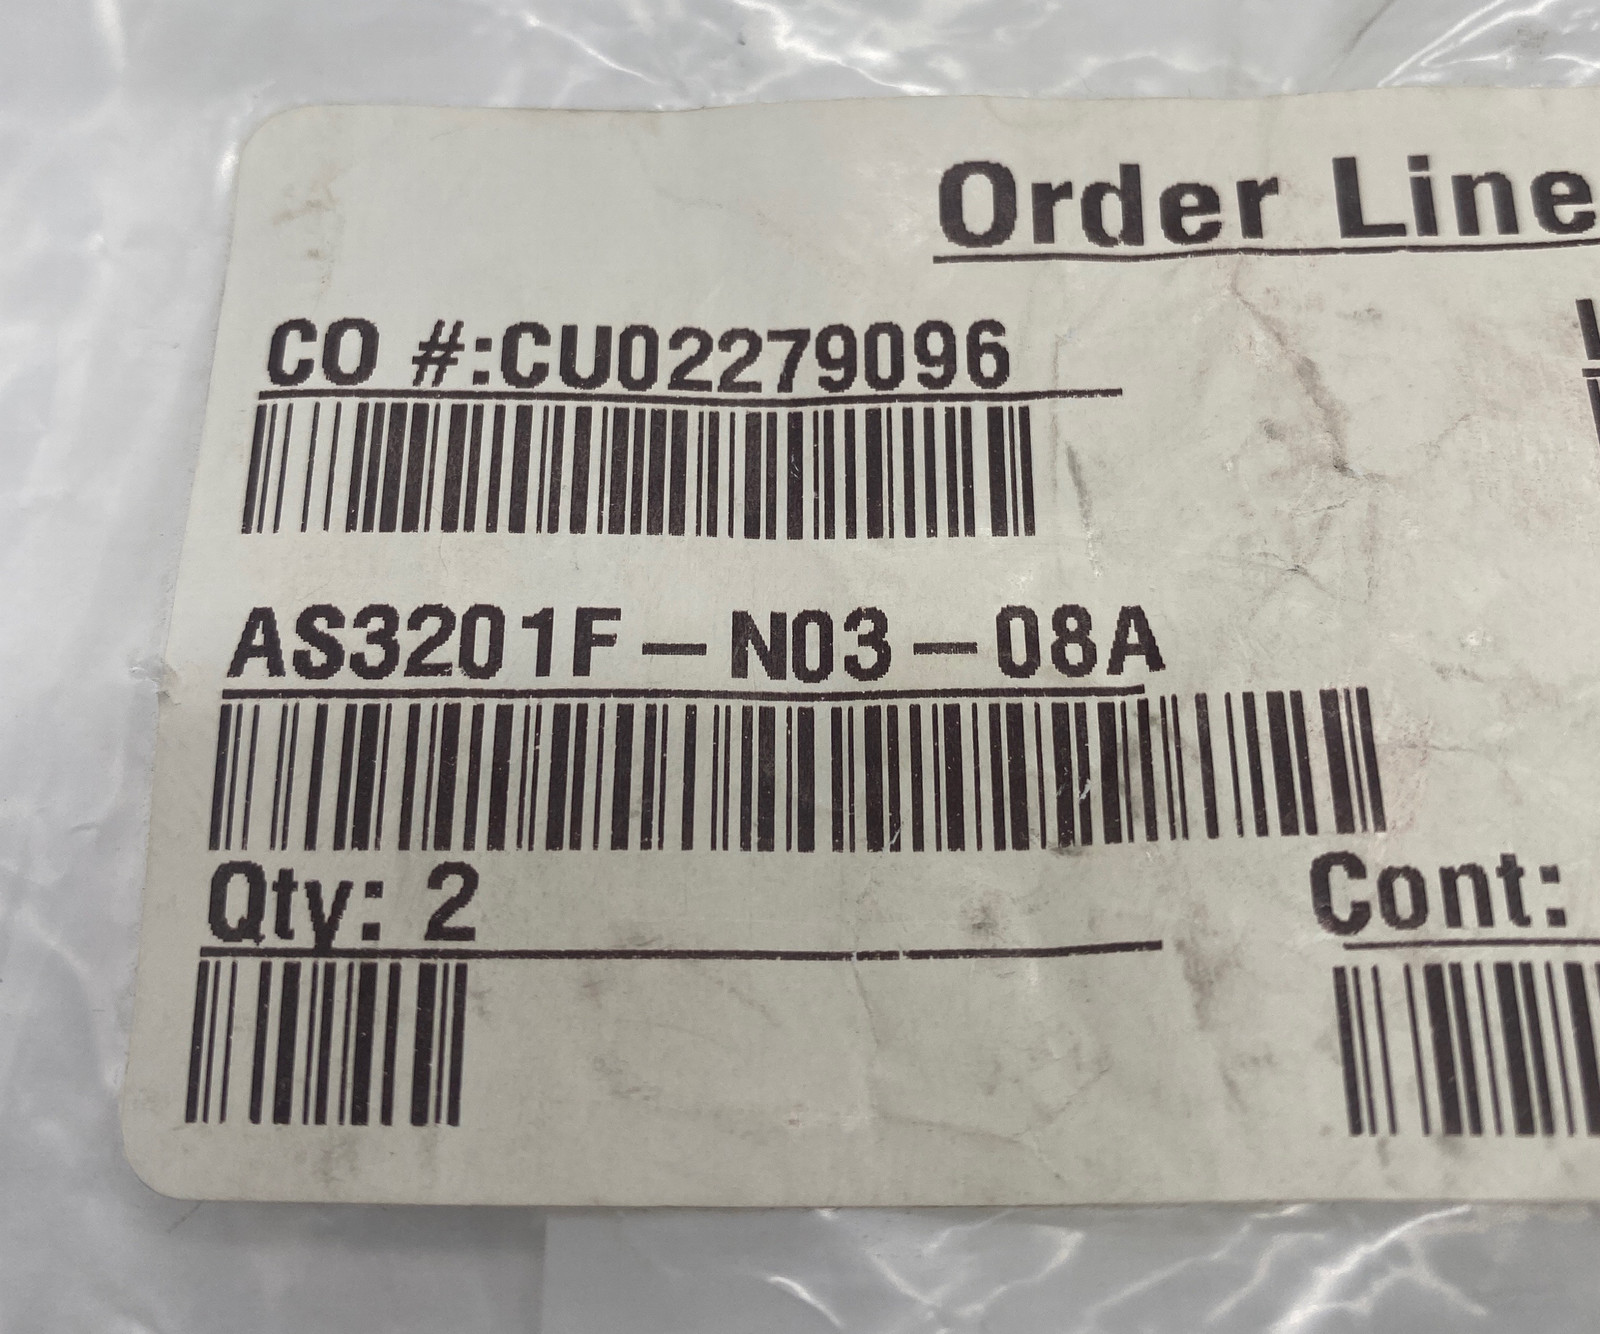 Order Line
CO #:CU02279096
AS3201F-N03-08A
Qty: 2
Cont: